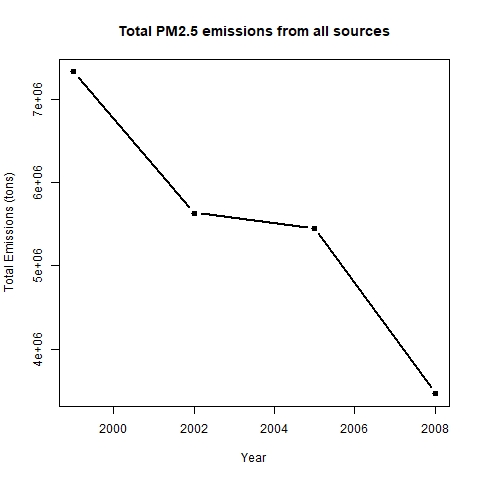 Total PM2.5 emissions from all sources
Total Emissions (tons)
7e+06
6e+06
5e+06
4e+06
2000 2002 2004 2006 2008
Year